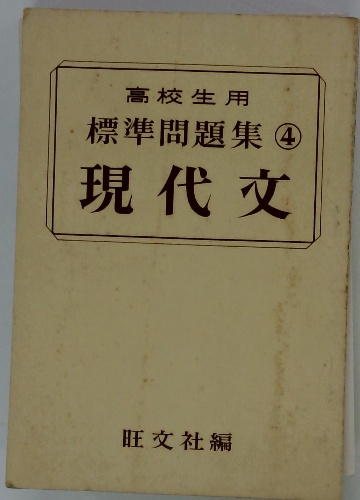 高校生用
標準問題集 ④
現代文
旺文社編